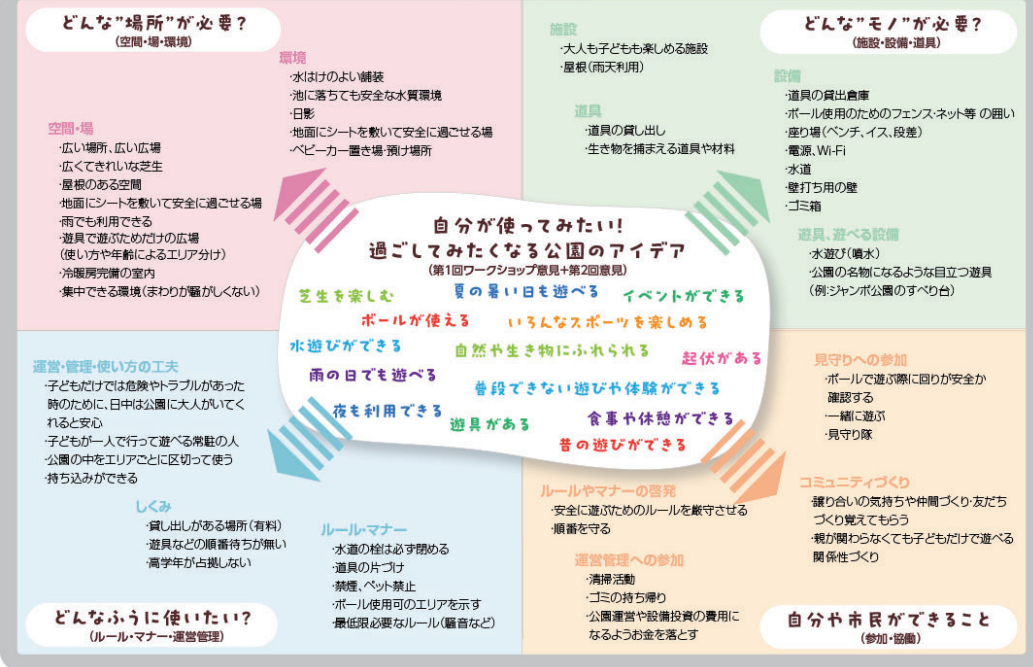 どんな"場所"が必要？
(空間・場・環境)
環境
・水はけのよい舗装
・池に落ちても安全な水質環境
・日影
・地面にシートを敷いて安全に過ごせる場
・ベビーカー置き場・預け場所
空間・場
・広い場所、広い広場
・広くてきれいな芝生
・屋根のある空間
・地面にシートを敷いて安全に過ごせる場
・雨でも利用できる
・遊具で遊ぶためだけの広場
(使い方や年齢によるエリア分け)
・冷暖房完備の室内
・集中できる環境(まわりが騒がしくない)
どんな"モノ"が必要？
(施設・設備・道具)
施設
・大人も子どもも楽しめる施設
・屋根(雨天利用)
道具
・道具の貸し出し
・生き物を捕まえる道具や材料
設備
・道具の貸出倉庫
・ボール使用のためのフェンス・ネット等 の囲い
・座り場(ベンチ、イス、段差)
・電源、Wi-Fi
・水道
・壁打ち用の壁
・ゴミ箱
遊具、遊べる設備
・水遊び(噴水)
・公園の名物になるような目立つ遊具
(例:ジャンボ公園のすべり台)
自分が使ってみたい！
過ごしてみたくなる公園のアイデア
(第1回ワークショップ意見+第2回意見)
芝生を楽しむ
夏の暑い日も遊べる
イベントができる
ボールが使える
いろんなスポーツを楽しめる
水遊びができる
自然や生き物にふれられる
起伏がある
雨の日でも遊べる
普段できない遊びや体験ができる
夜も利用できる
遊具がある
食事や休憩ができる
昔の遊びができる
運営・管理・使い方の工夫
・子どもだけでは危険やトラブルがあった
時のために、日中は公園に大人がいてく
れると安心
・子どもが一人で行って遊べる常駐の人
・公園の中をエリアごとに区切って使う
・持ち込みができる
しくみ
・貸し出しがある場所(有料)
・遊具などの順番待ちが無い
・高学年が占拠しない
ルール・マナー
・水道の栓は必ず閉める
・道具の片づけ
・禁煙、ペット禁止
・ボール使用可のエリアを示す
・最低限必要なルール(騒音など)
どんなふうに使いたい？
(ルール・マナー・運営管理)
見守りへの参加
・ボールで遊ぶ際に回りが安全か
確認する
・一緒に遊ぶ
・見守り隊
コミュニティづくり
・譲り合いの気持ちや仲間づくり・友だち
づくり覚えてもらう
・親が関わらなくても子どもだけで遊べる
関係性づくり
ルールやマナーの啓発
・安全に遊ぶためのルールを厳守させる
・順番を守る
運営管理への参加
・清掃活動
・ゴミの持ち帰り
・公園運営や設備投資の費用に
なるようお金を落とす
自分や市民ができること
(参加・協働)